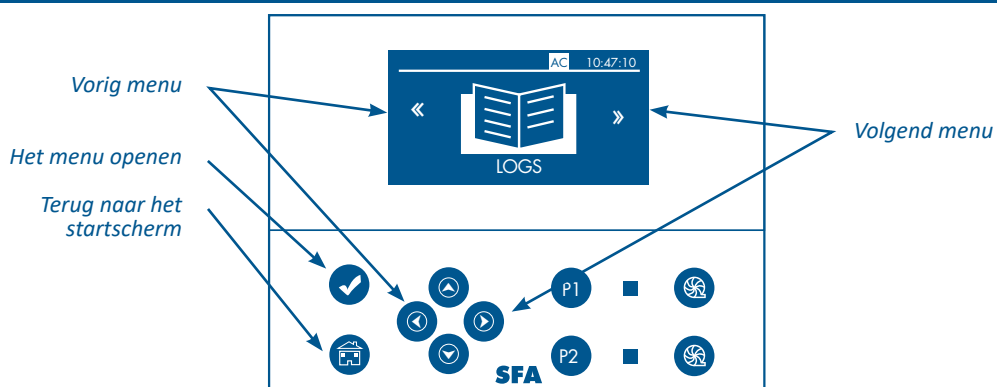 AC 10:47:10
Vorig menu
«
»
Volgend menu
LOGS
Het menu openen
Terug naar het
startscherm
P1
P2
SFA